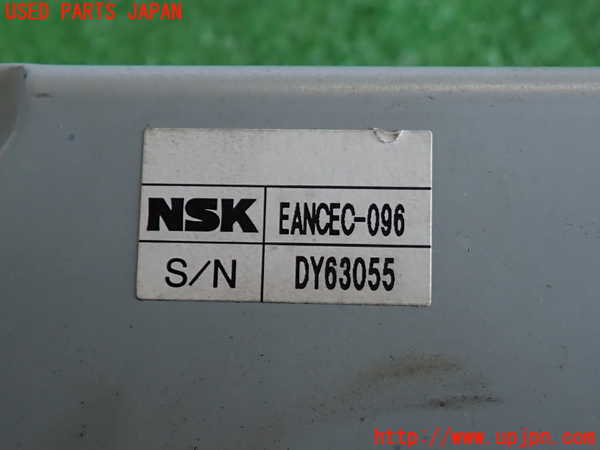 USED PARTS JAPAN
NSK EANCEC-096
S/N DY63055
http://www.upjpn.com